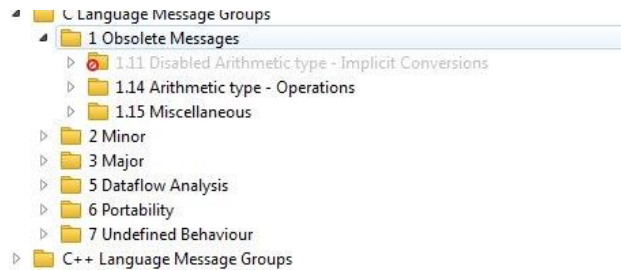 C Language Message Groups
1 Obsolete Messages
1.11 Disabled Arithmetic type - Implicit Conversions
1.14 Arithmetic type - Operations
1.15 Miscellaneous
2 Minor
3 Major
5 Dataflow Analysis
6 Portability
7 Undefined Behaviour
C++ Language Message Groups